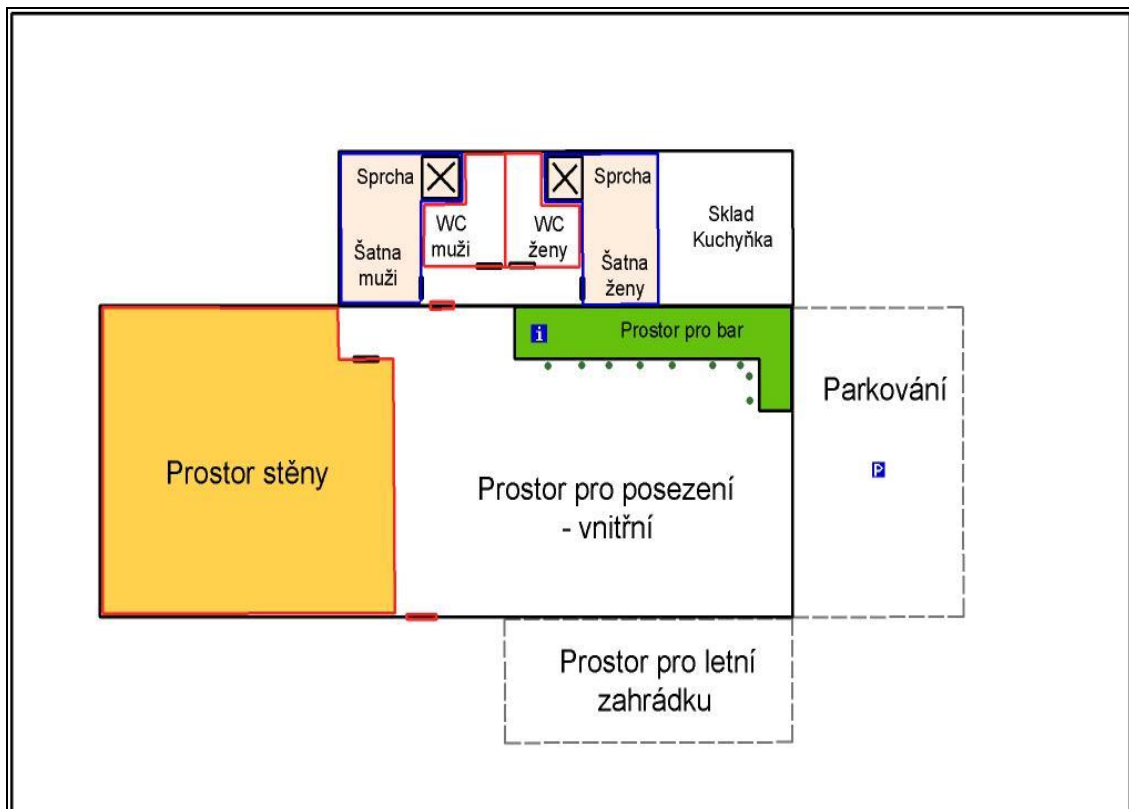 Sprcha
Sprcha
WC
muži
WC
ženy
Sklad
Kuchyňka
Šatna
muži
Šatna
ženy
i
Prostor pro bar
Parkování
P
Prostor stěny
Prostor pro posezení
- vnitřní
Prostor pro letní
zahrádku